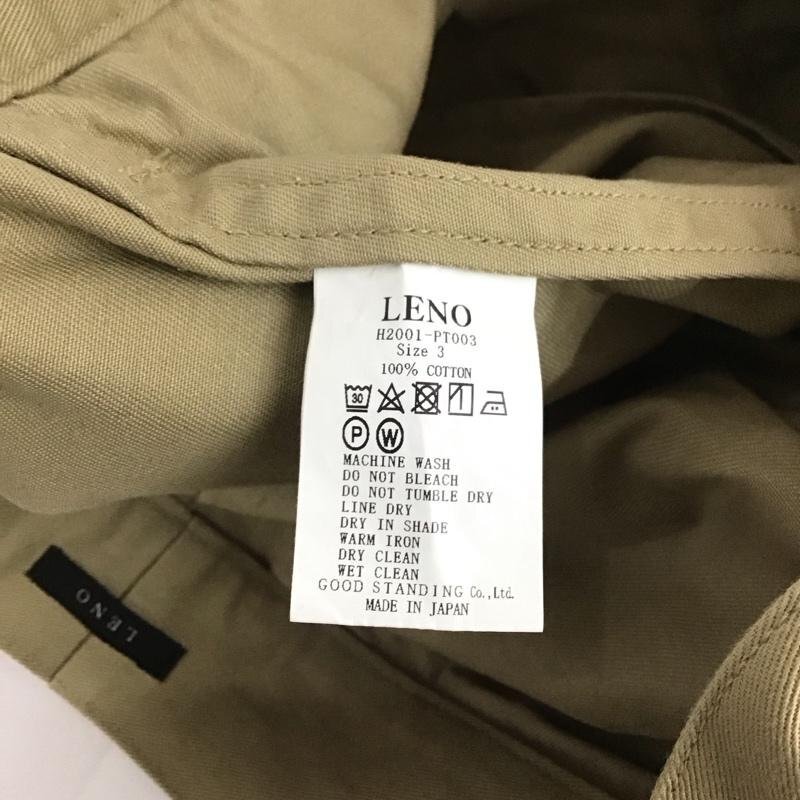 LENO
H2001-PT003
Size 3
100% COTTON
30
P W
MACHINE WASH
DO NOT BLEACH
DO NOT TUMBLE DRY
LINE DRY
DRY IN SHADE
WARM IRON
DRY CLEAN
WET CLEAN
GOOD STANDING Co.,Ltd.
MADE IN JAPAN
LENO